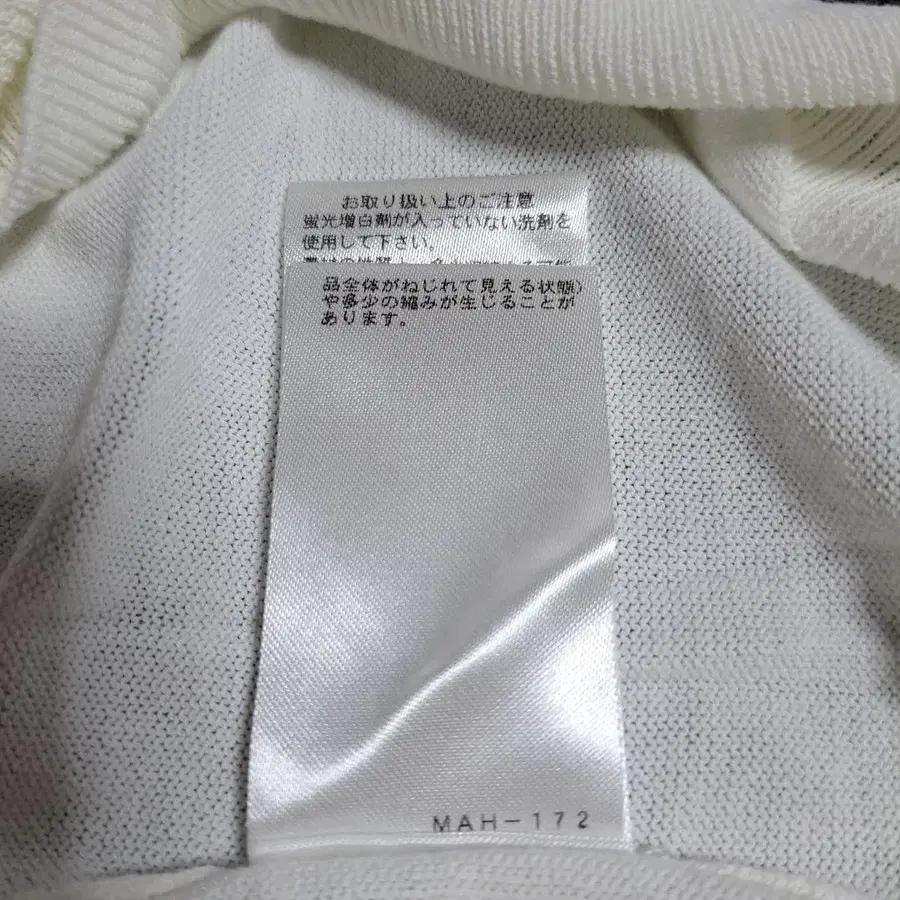 お取り扱い上のご注意
蛍光増白剤が入っていない洗剤を
使用して下さい。
品全体がねじれて見える状態)
や多少の縮みが生じることが
あります。
MAH-172